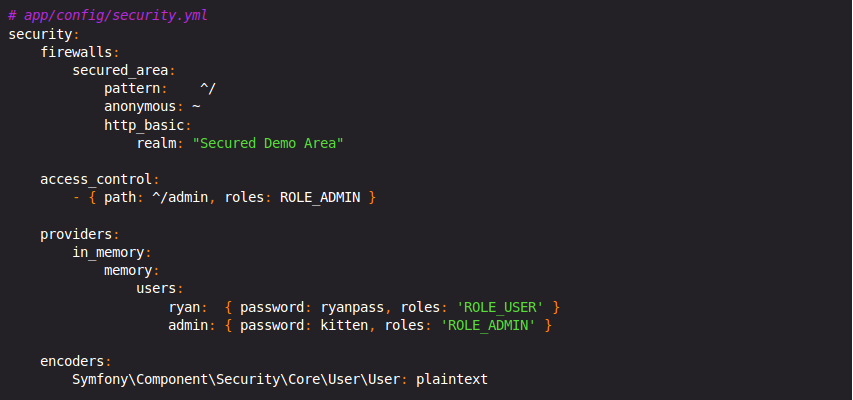 # app/config/security.yml
security:
    firewalls:
        secured_area:
            pattern:    ^/
            anonymous: ~
            http_basic:
                realm: "Secured Demo Area"

    access_control:
        - { path: ^/admin, roles: ROLE_ADMIN }

    providers:
        in_memory:
            memory:
                users:
                    ryan:  { password: ryanpass, roles: 'ROLE_USER' }
                    admin: { password: kitten, roles: 'ROLE_ADMIN' }

    encoders:
        Symfony\Component\Security\Core\User\User: plaintext